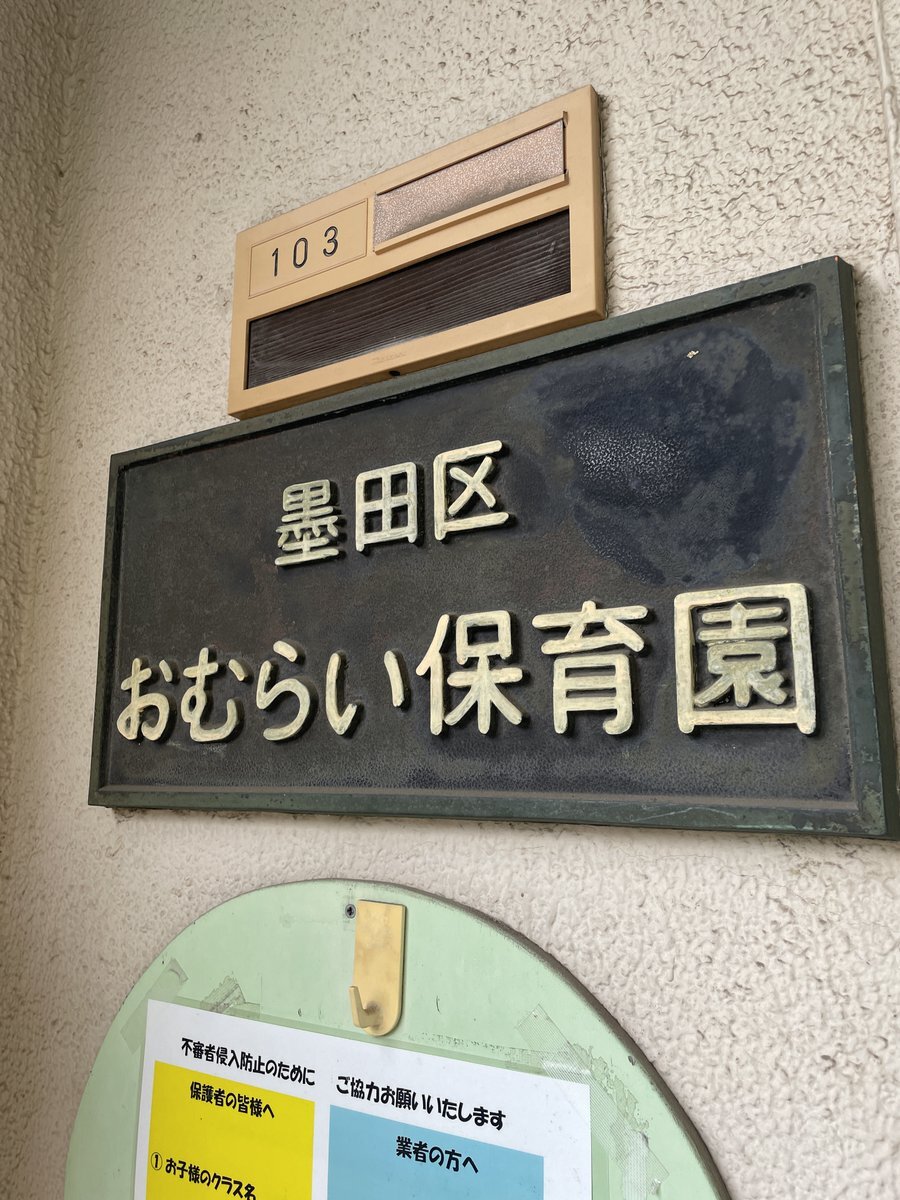 103
墨田区
おむらい保育園
不審者侵入防止のために ご協力お願いいたします
保護者の皆様へ
業者の方へ
① お子様のクラス名